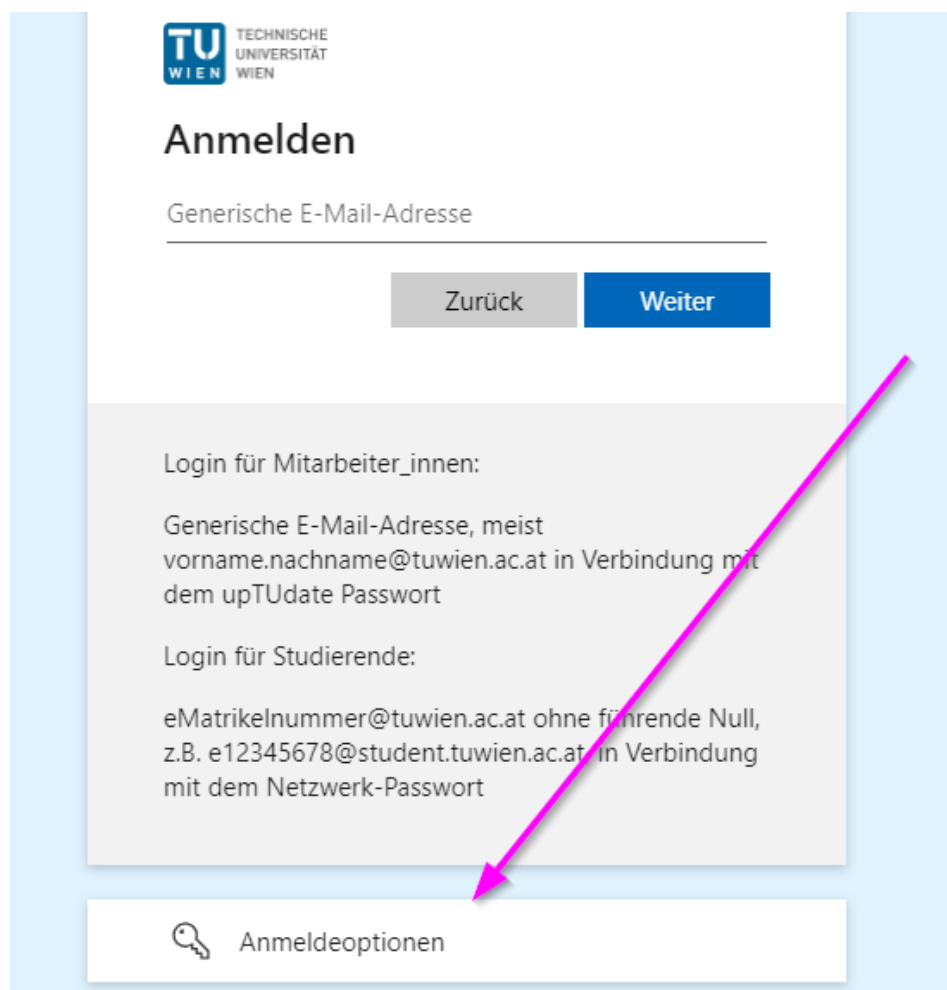 TU
WIEN
TECHNISCHE
UNIVERSITÄT
WIEN
Anmelden
Generische E-Mail-Adresse
Zurück
Weiter
Login für Mitarbeiter_innen:
Generische E-Mail-Adresse, meist
vorname.nachname@tuwien.ac.at in Verbindung mit
dem upTUdate Passwort
Login für Studierende:
eMatrikelnummer@tuwien.ac.at ohne führende Null,
z.B. e12345678@student.tuwien.ac.at, in Verbindung
mit dem Netzwerk-Passwort
Anmeldeoptionen